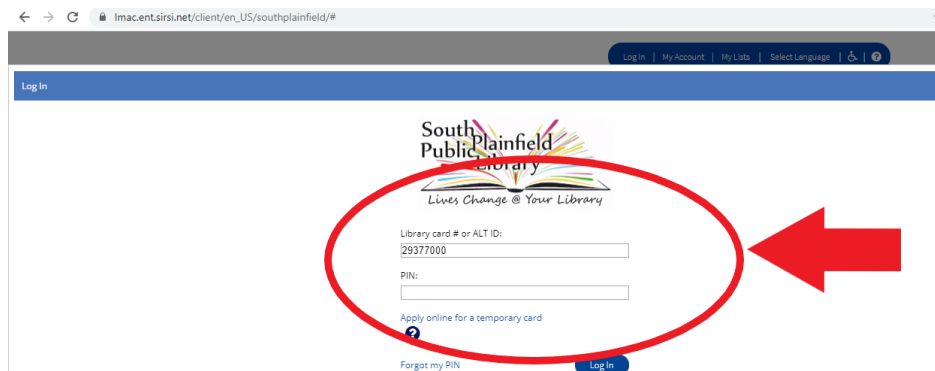 lmac.ent.sirsi.net/client/en_US/southplainfield/#
Log In | My Account | My Lists | Select Language | | ?
Log In
South Plainfield
Public Library
Lives Change @ Your Library
Library card # or ALT ID:
29377000
PIN:
Apply online for a temporary card
?
Forgot my PIN
Log In